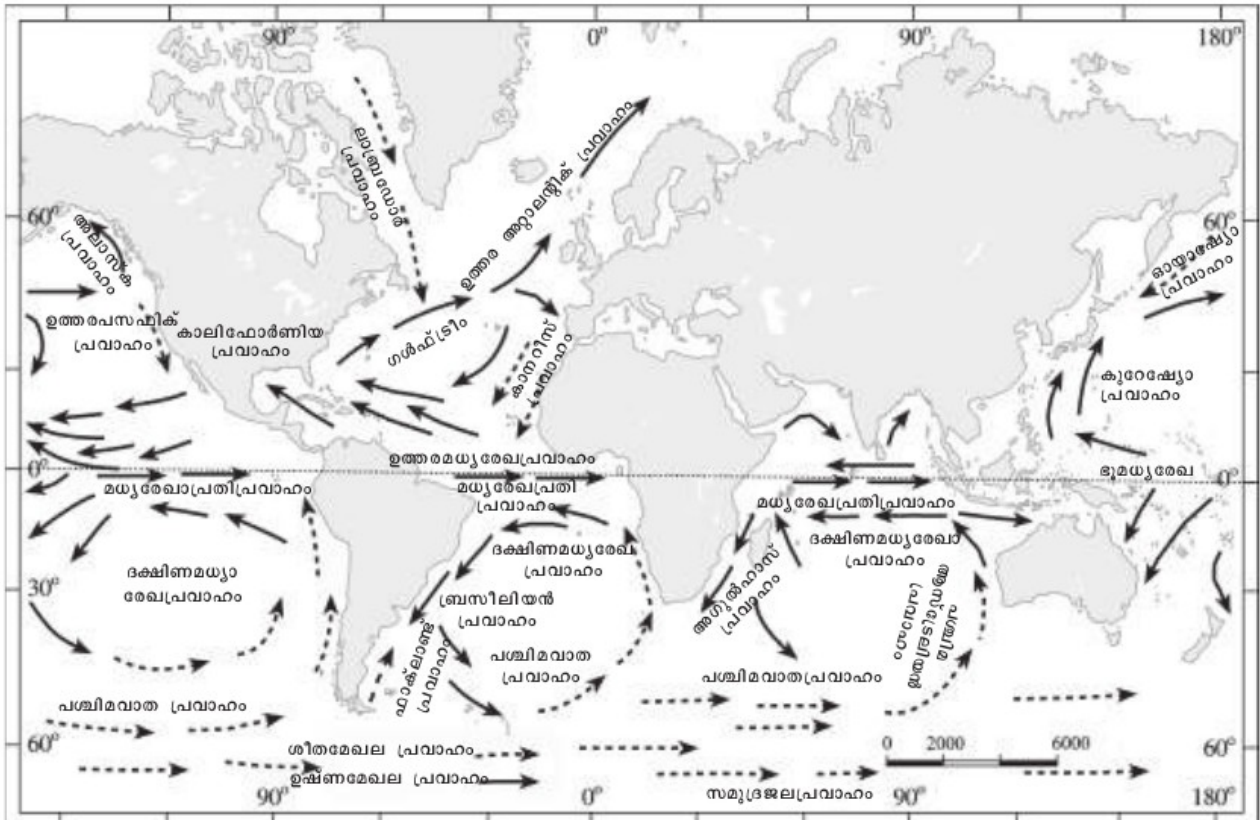 90°
0°
90°
180°
ലാബ്രഡോർ
പ്രവാഹം
ഉത്തര അറ്റ്ലാന്റിക് പ്രവാഹം
60°
60°
അലാസ്ക
പ്രവാഹം
ഓയാഷ്യോ
പ്രവാഹം
ഉത്തരപസഫിക്
പ്രവാഹം
കാലിഫോർണിയ
പ്രവാഹം
ഗൾഫ്സ്ട്രീം
കാനറിസ്
പ്രവാഹം
കുറേഷ്യോ
പ്രവാഹം
ഉത്തരമധ്യരേഖപ്രവാഹം
0°
ഭൂമധ്യരേഖ
0°
മധ്യരേഖാപ്രതിപ്രവാഹം
മധ്യരേഖപ്രതി
പ്രവാഹം
മധ്യരേഖപ്രതിപ്രവാഹം
ദക്ഷിണമധ്യരേഖ
പ്രവാഹം
ദക്ഷിണമധ്യരേഖാ
പ്രവാഹം
ദക്ഷിണമധ്യാ
രേഖപ്രവാഹം
30°
30°
അഗുൽഹാസ്
പ്രവാഹം
ബ്രസീലിയൻ
പ്രവാഹം
പശ്ചിമ
പ്രവാഹം
ഫാക്‌ലാണ്ട്
പ്രവാഹം
പശ്ചിമവാത
പ്രവാഹം
പശ്ചിമവാതപ്രവാഹം
പശ്ചിമവാത പ്രവാഹം
60°
60°
0 2000 6000
ശീതമേഖല പ്രവാഹം
ഉഷ്ണമേഖല പ്രവാഹം
സമുദ്രജലപ്രവാഹം
90°
0°
90°
180°